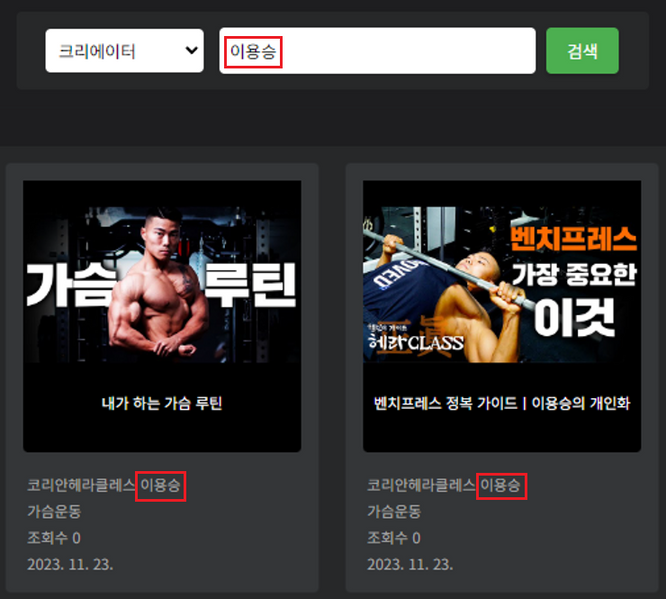 크리에이터
이용승
검색
가슴 루틴
내가 하는 가슴 루틴
코리안헤라클레스 이용승
가슴운동
조회수 0
2023. 11. 23.
벤치프레스
가장 중요한
이것
헤라CLASS
벤치프레스 정복 가이드 | 이용승의 개인화
코리안헤라클레스 이용승
가슴운동
조회수 0
2023. 11. 23.